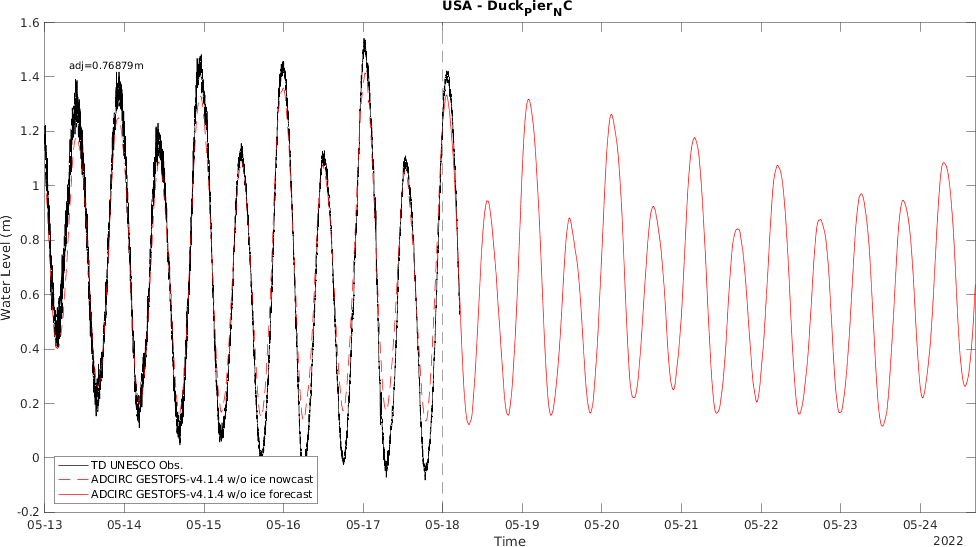 USA - Duck_Pier_NC
1.6
adj=0.76879m
1.4
1.2
1
0.8
0.6
0.4
0.2
0
-0.2
Water Level (m)
TD UNESCO Obs.
ADCIRC GESTOFS-v4.1.4 w/o ice nowcast
ADCIRC GESTOFS-v4.1.4 w/o ice forecast
05-13 05-14 05-15 05-16 05-17 05-18 05-19 05-20 05-21 05-22 05-23 05-24
Time
2022